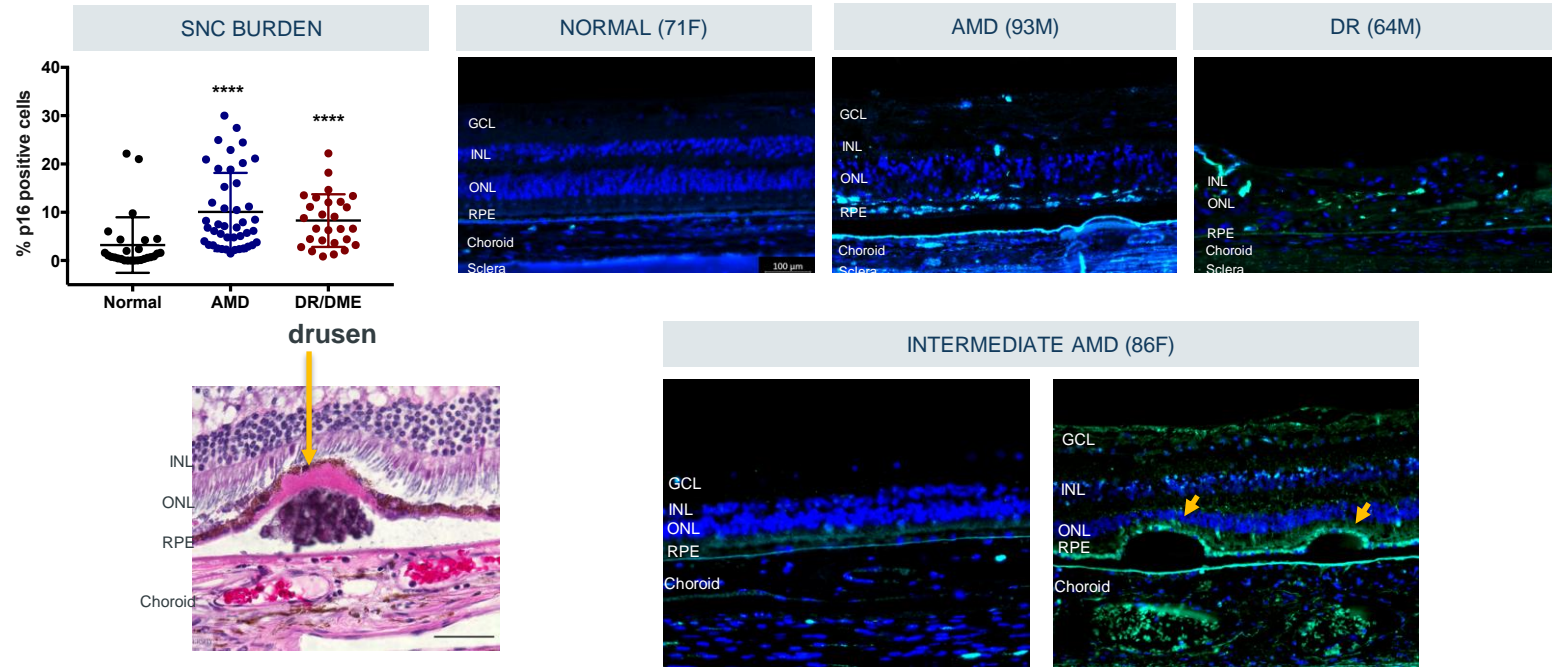 SNC BURDEN
NORMAL (71F)
AMD (93M)
DR (64M)
% p16 positive cells
40
30
20
10
0
****
****
Normal
AMD
DR/DME
GCL
INL
ONL
RPE
Choroid
Sclera
100 µm
GCL
INL
ONL
RPE
Choroid
Sclera
INL
ONL
RPE
Choroid
Sclera
drusen
INL
ONL
RPE
Choroid
INTERMEDIATE AMD (86F)
GCL
INL
ONL
RPE
Choroid
GCL
INL
ONL
RPE
Choroid